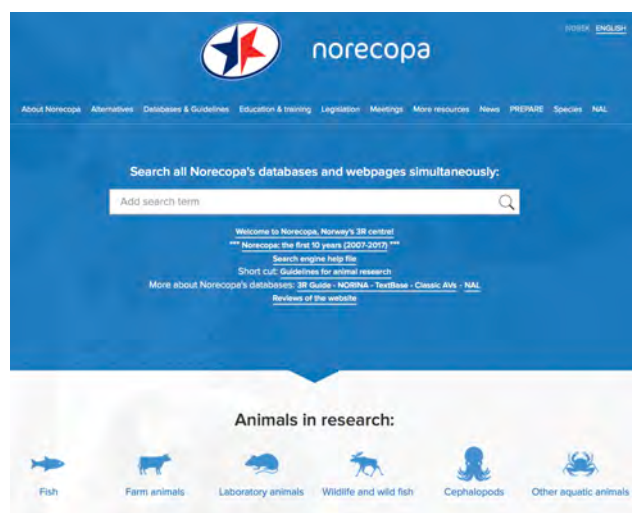 NORSK ENGLISH
norecopa
About Norecopa Alternatives Databases & Guidelines Education & training Legislation Meetings More resources News PREPARE Species NAL
Search all Norecopa's databases and webpages simultaneously:
Add search term
Welcome to Norecopa, Norway's 3R centre!
*** Norecopa: the first 10 years (2007-2017) ***
Search engine help file
Short cut: Guidelines for animal research
More about Norecopa's databases: 3R Guide - NORINA - TextBase - Classic AVs - NAL
Reviews of the website
Animals in research:
Fish Farm animals Laboratory animals Wildlife and wild fish Cephalopods Other aquatic animals